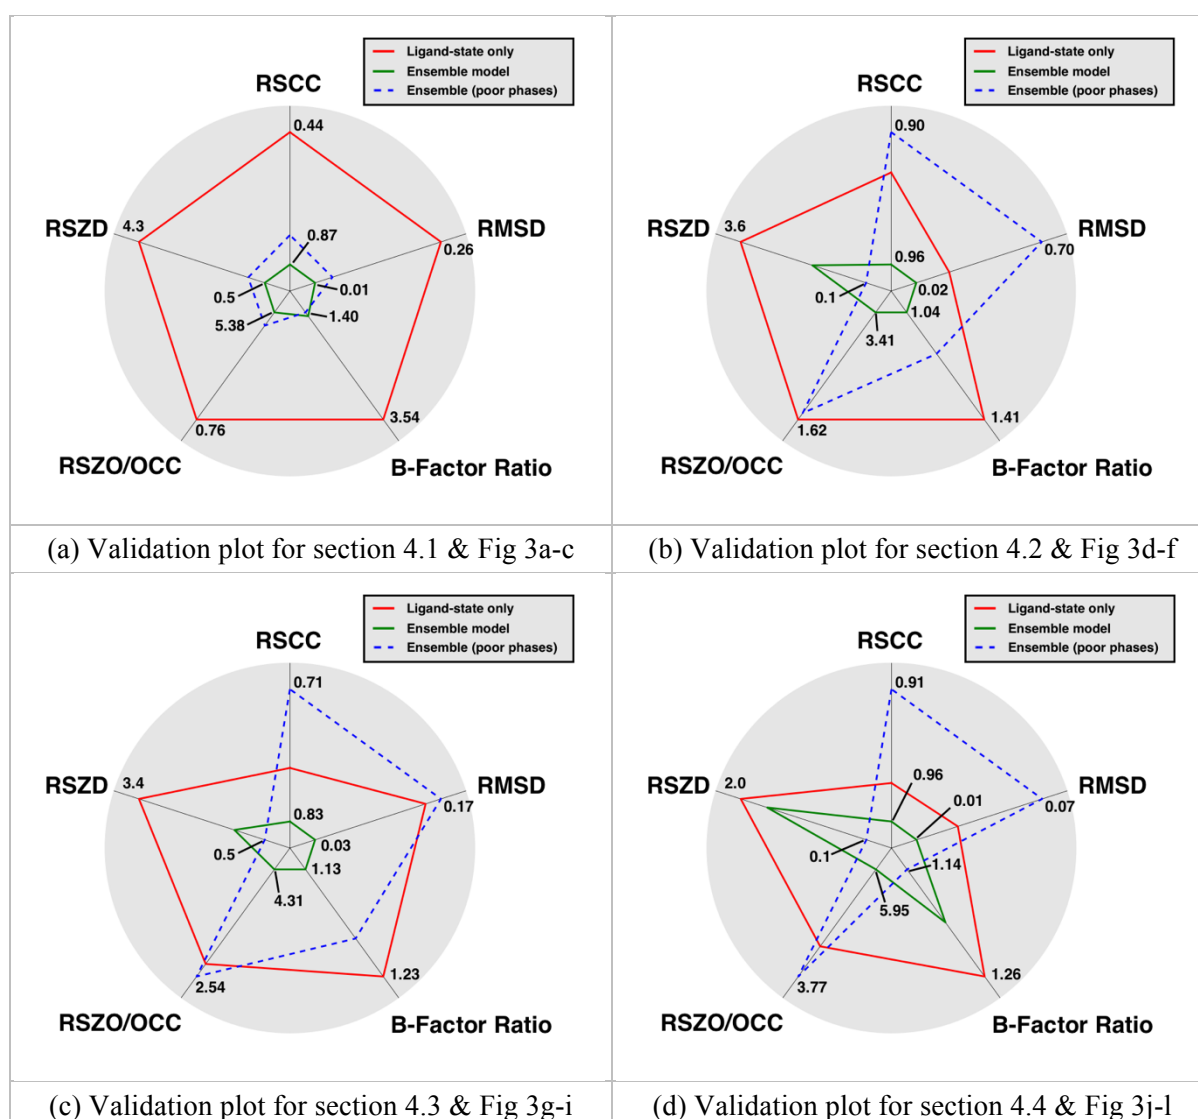 Ligand-state only
Ensemble model
Ensemble (poor phases)
RSCC
0.44
RSZD
4.3
RMSD
0.26
0.87
0.5
0.01
5.38
1.40
0.76
3.54
RSZO/OCC
B-Factor Ratio
(a) Validation plot for section 4.1 & Fig 3a-c
Ligand-state only
Ensemble model
Ensemble (poor phases)
RSCC
0.90
RSZD
3.6
RMSD
0.70
0.96
0.1
0.02
1.04
3.41
1.62
1.41
RSZO/OCC
B-Factor Ratio
(b) Validation plot for section 4.2 & Fig 3d-f
Ligand-state only
Ensemble model
Ensemble (poor phases)
RSCC
0.71
RSZD
3.4
RMSD
0.17
0.83
0.5
0.03
1.13
4.31
2.54
1.23
RSZO/OCC
B-Factor Ratio
(c) Validation plot for section 4.3 & Fig 3g-i
Ligand-state only
Ensemble model
Ensemble (poor phases)
RSCC
0.91
RSZD
2.0
RMSD
0.07
0.96
0.01
0.1
1.14
5.95
3.77
1.26
RSZO/OCC
B-Factor Ratio
(d) Validation plot for section 4.4 & Fig 3j-l